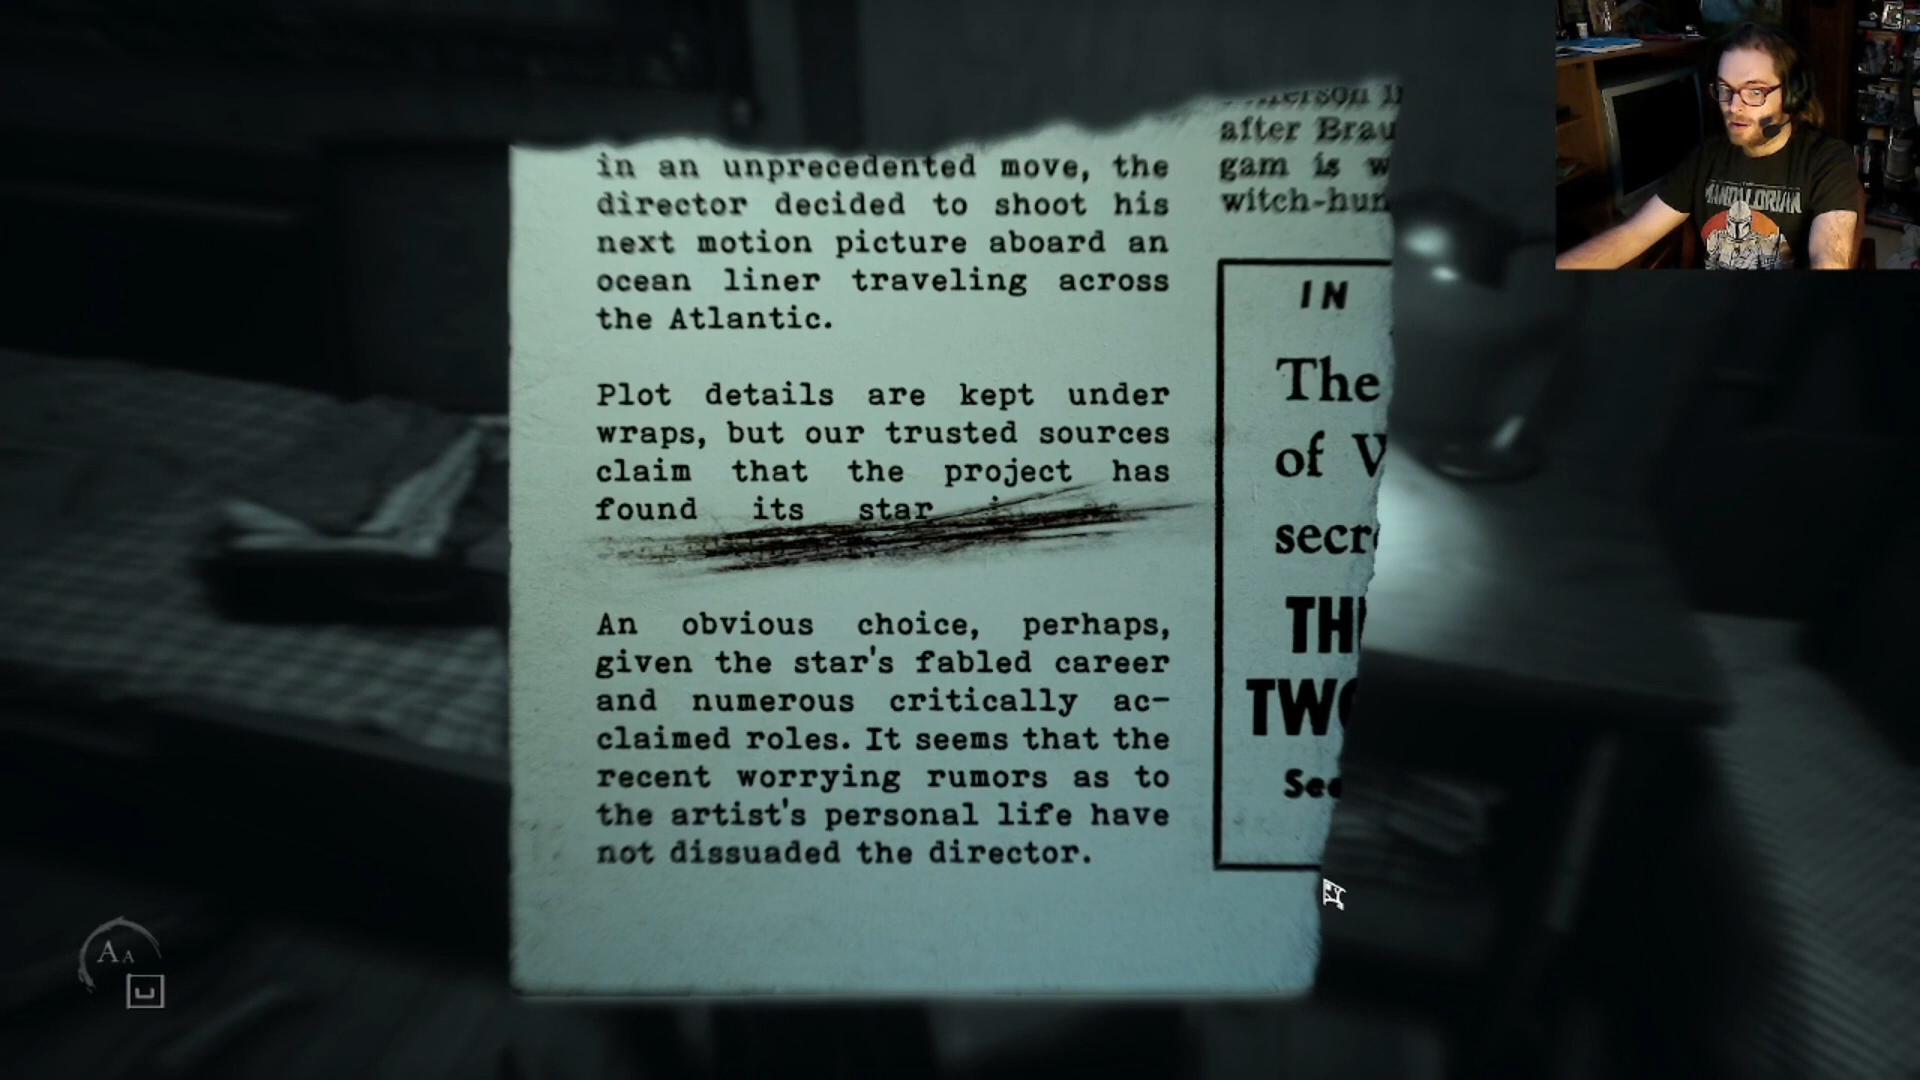 in an unprecedented move, the
director decided to shoot his
next motion picture aboard an
ocean liner traveling across
the Atlantic.
Plot details are kept under
wraps, but our trusted sources
claim that the project has
found its star
An obvious choice, perhaps,
given the star's fabled career
and numerous critically ac-
claimed roles. It seems that the
recent worrying rumors as to
the artist's personal life have
not dissuaded the director.
after Brau
gam is w
witch-hun
IN
The
of V
secr
TH
TWO
See
MANDALORIAN
AA